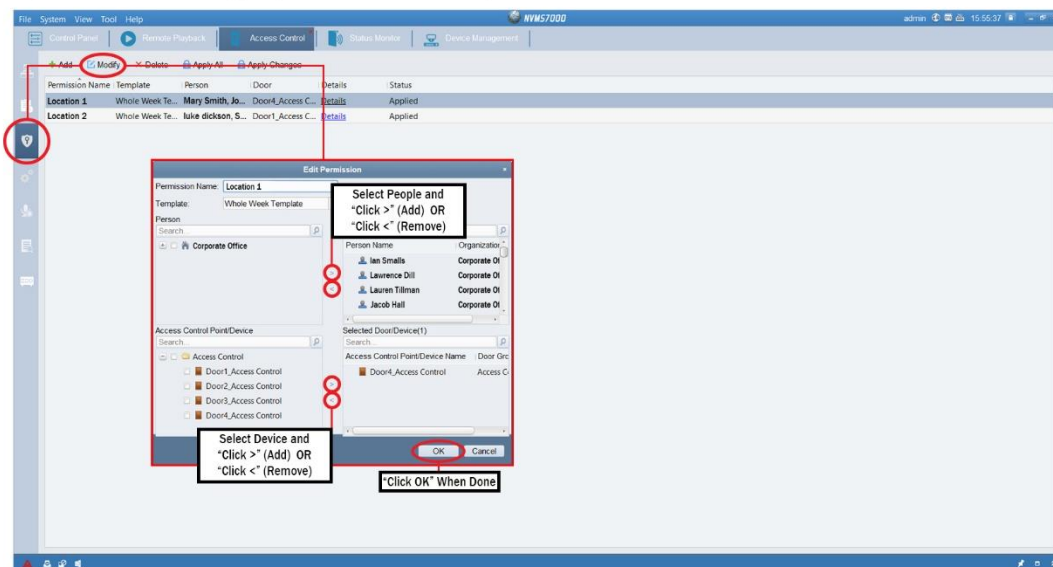 File System View Tool Help
NVMS7000
admin 15:55:37
Control Panel Remote Playback Access Control Status Monitor Device Management
Add Modify Delete Apply All Apply Changes
Permission Name Template Person Door Details Status
Location 1 Whole Week Te... Mary Smith, Jo... Door4_Access C... Details Applied
Location 2 Whole Week Te... luke dickson, S... Door1_Access C... Details Applied
Edit Permission
Permission Name: Location 1
Template: Whole Week Template
Select People and
“Click >” (Add) OR
“Click <” (Remove)
Person
Search...
Corporate Office
Person Name Organization
Ian Smalls Corporate Of
Lawrence Dill Corporate Of
Lauren Tillman Corporate Of
Jacob Hall Corporate Of
> <
Access Control Point/Device
Search...
Access Control
Door1_Access Control
Door2_Access Control
Door3_Access Control
Door4_Access Control
> <
Selected Door/Device(1)
Search...
Access Control Point/Device Name Door Gro
Door4_Access Control Access C
Select Device and
“Click >” (Add) OR
“Click <” (Remove)
OK Cancel
“Click OK” When Done